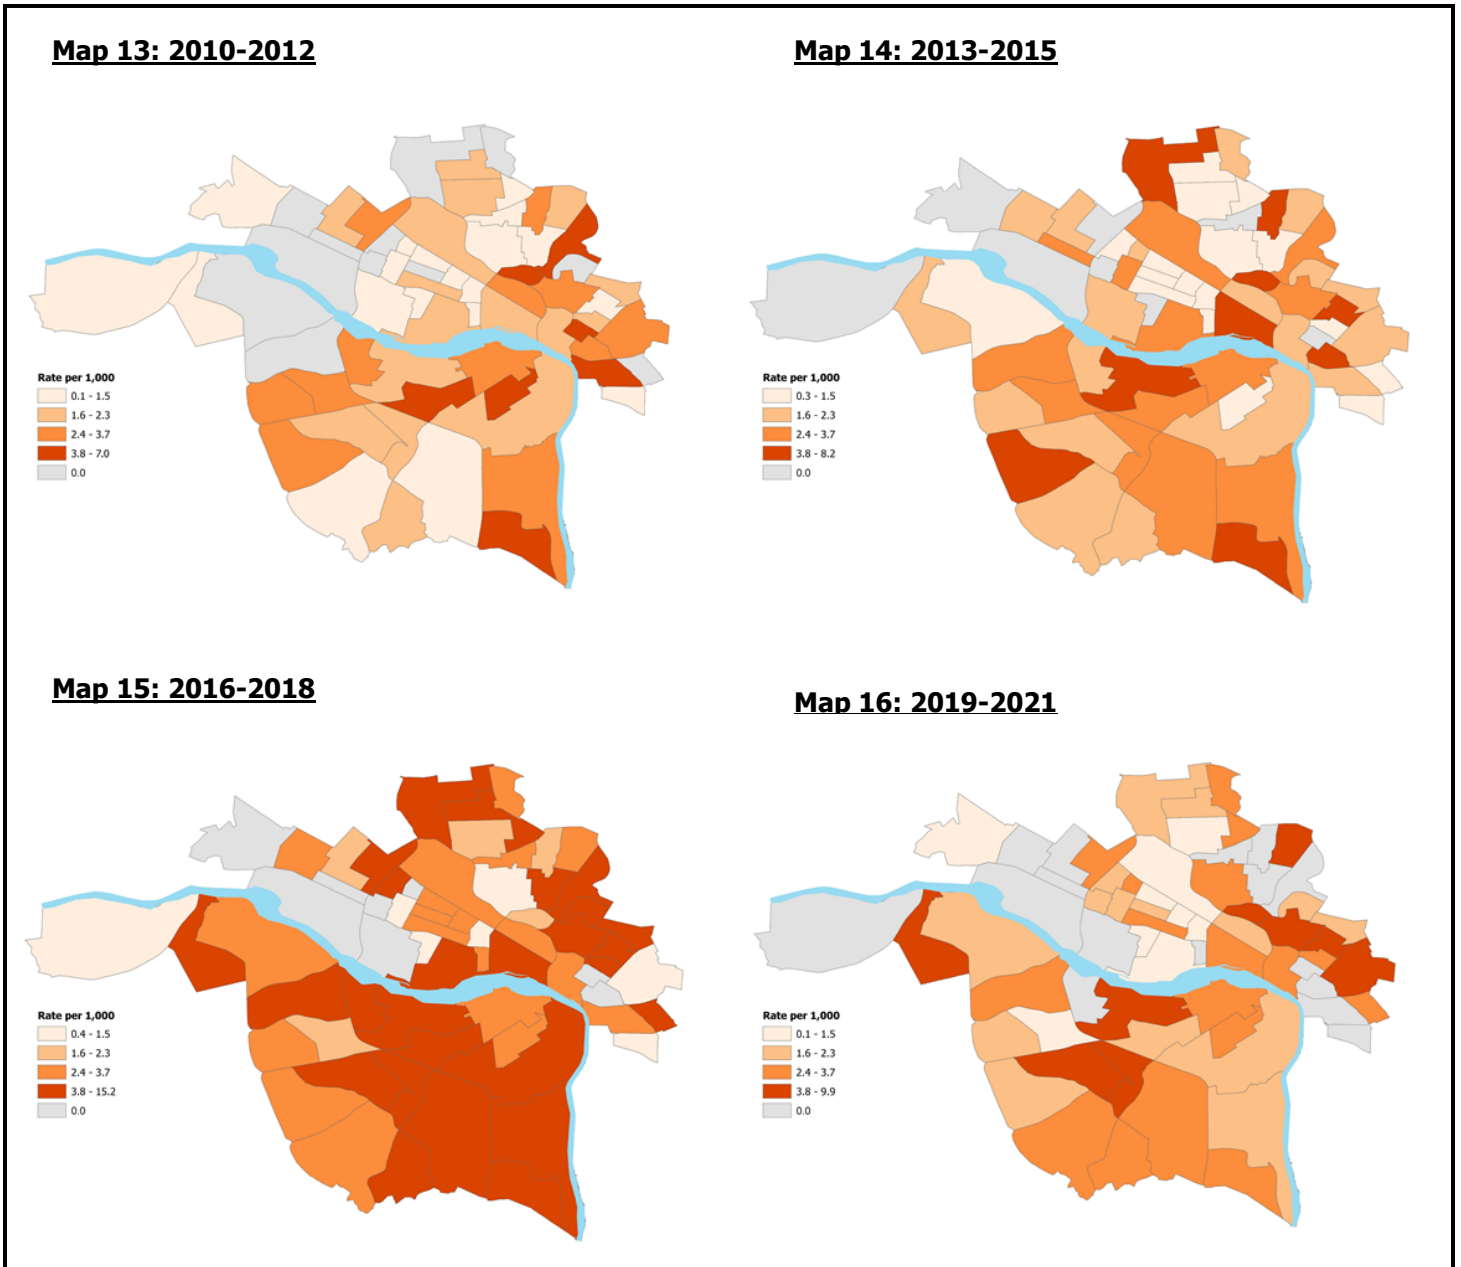 Map 13: 2010-2012
Map 14: 2013-2015
Rate per 1,000
0.1 - 1.5
1.6 - 2.3
2.4 - 3.7
3.8 - 7.0
0.0
Rate per 1,000
0.3 - 1.5
1.6 - 2.3
2.4 - 3.7
3.8 - 8.2
0.0
Map 15: 2016-2018
Map 16: 2019-2021
Rate per 1,000
0.4 - 1.5
1.6 - 2.3
2.4 - 3.7
3.8 - 15.2
0.0
Rate per 1,000
0.1 - 1.5
1.6 - 2.3
2.4 - 3.7
3.8 - 9.9
0.0